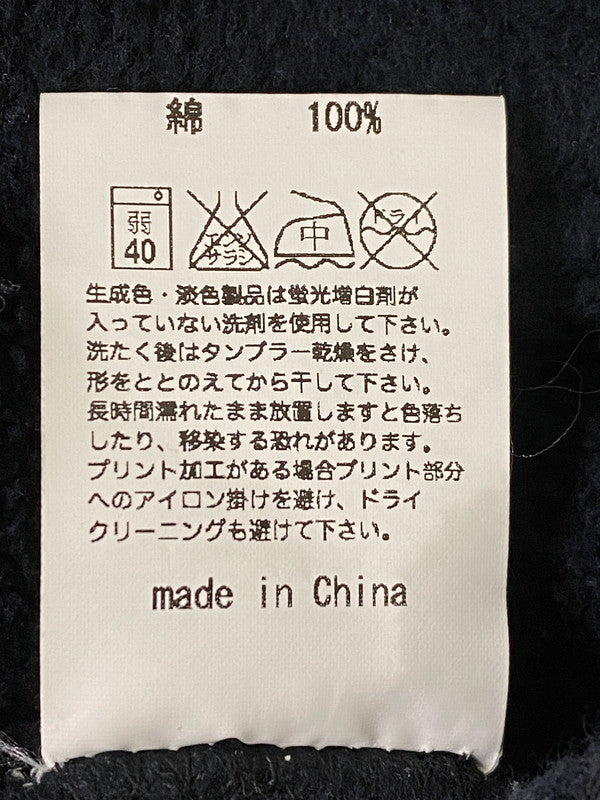 綿 100%
弱 エンソ 中 ドライ
40 サラシ
生成色・淡色製品は蛍光増白剤が
入っていない洗剤を使用して下さい。
洗たく後はタンブラー乾燥をさけ、
形をととのえてから干して下さい。
長時間濡れたまま放置しますと色落ち
したり、移染する恐れがあります。
プリント加工がある場合プリント部分
へのアイロン掛けを避け、ドライ
クリーニングも避けて下さい。
made in China